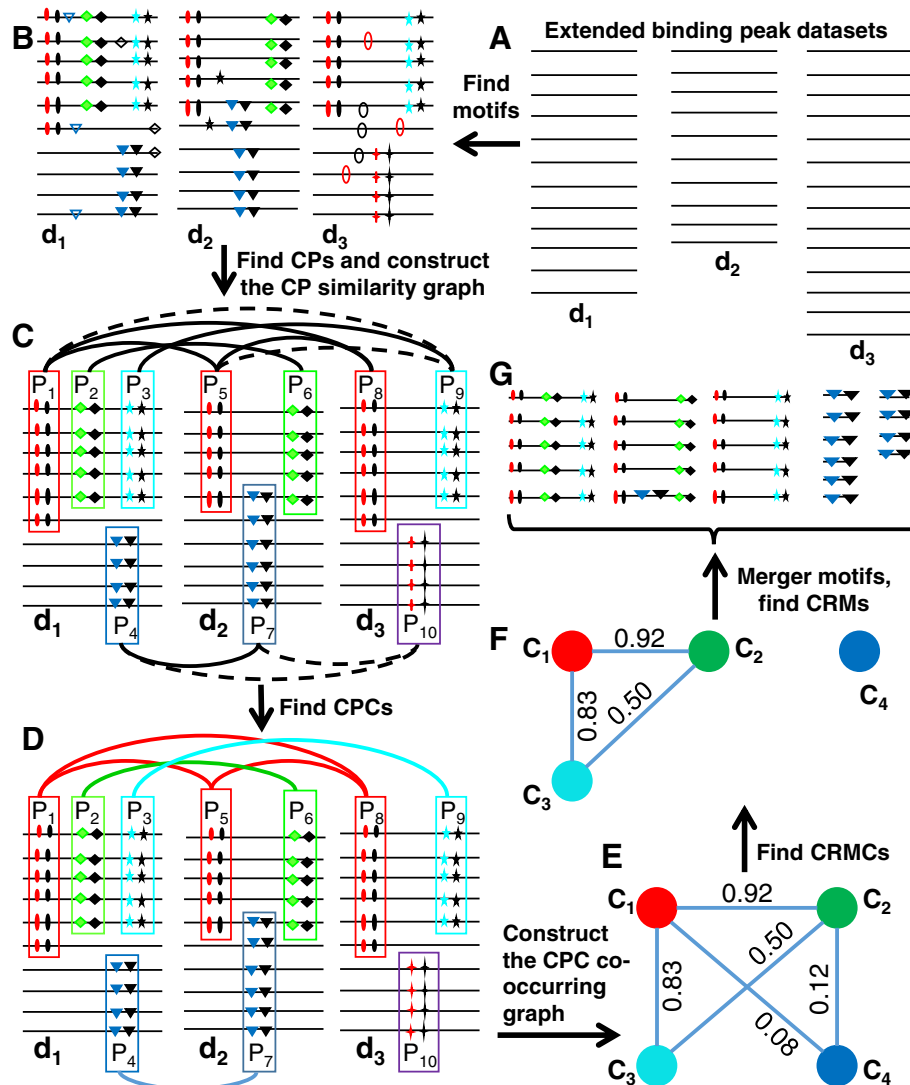 B
d1
d2
d3
Find
motifs
A
Extended binding peak datasets
d1
d2
d3
Find CPs and construct
the CP similarity graph
C
P1
P2
P3
P5
P6
P8
P9
d1
P4
d2
P7
d3
P10
Find CPCs
D
P1
P2
P3
P5
P6
P8
P9
d1
P4
d2
P7
d3
P10
Construct
the CPC co-
occurring
graph
E
C1
0.92
C2
0.83
0.50
0.12
0.08
C3
C4
Find CRMCs
F
C1
0.92
C2
0.83
0.50
C3
C4
Merger motifs,
find CRMs
G